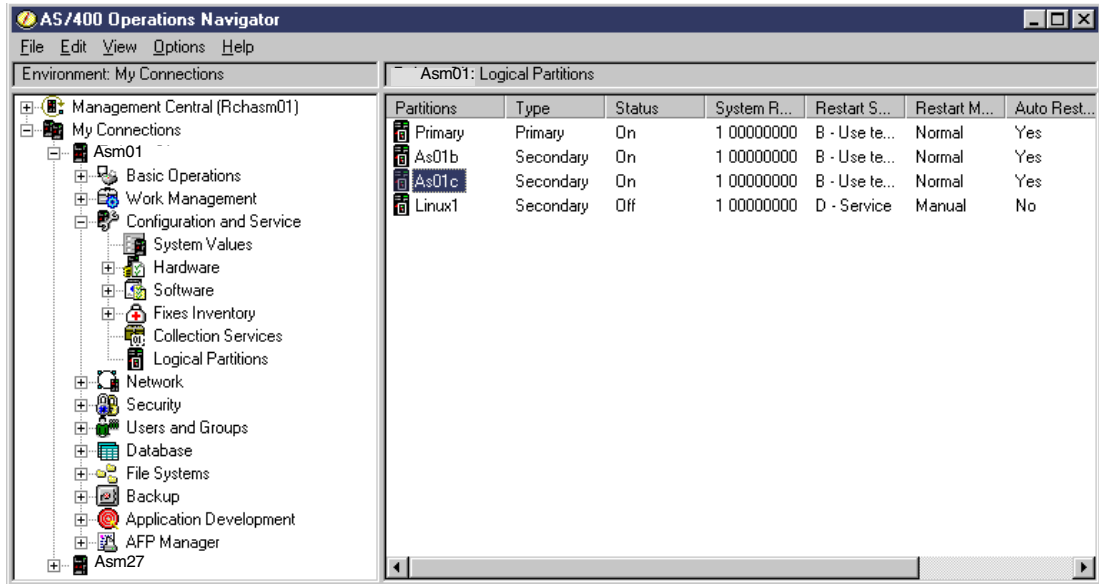 AS/400 Operations Navigator
File Edit View Options Help
Environment: My Connections
Asm01: Logical Partitions
Management Central (Rchasm01)
My Connections
Asm01
Basic Operations
Work Management
Configuration and Service
System Values
Hardware
Software
Fixes Inventory
Collection Services
Logical Partitions
Network
Security
Users and Groups
Database
File Systems
Backup
Application Development
AFP Manager
Asm27
Partitions Type Status System R... Restart S... Restart M... Auto Rest...
Primary Primary On 1 00000000 B - Use te... Normal Yes
As01b Secondary On 1 00000000 B - Use te... Normal Yes
As01c Secondary On 1 00000000 B - Use te... Normal Yes
Linux1 Secondary Off 1 00000000 D - Service Manual No